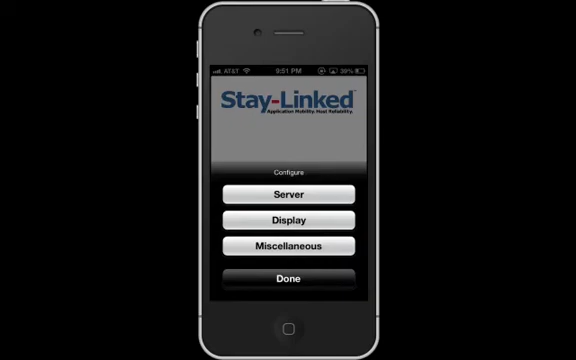 AT&T 9:51 PM 39%
Stay-Linked
Application Mobility. Host Reliability.
Configure
Server
Display
Miscellaneous
Done